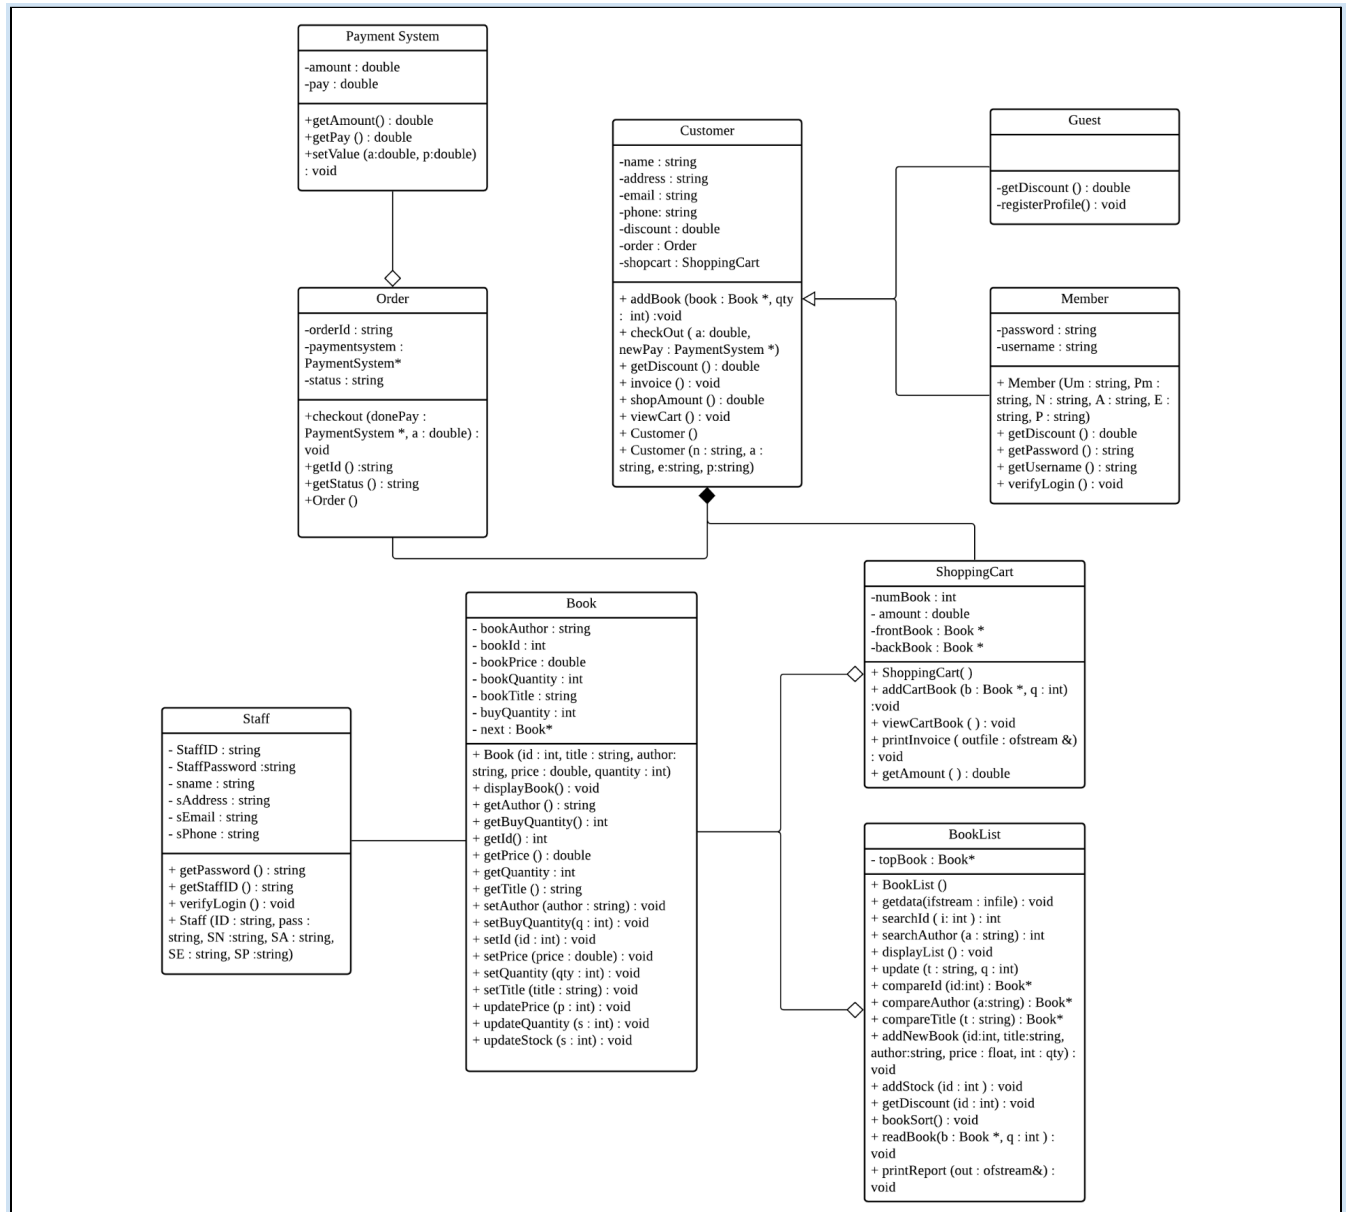 Payment System
-amount : double
-pay : double
+getAmount() : double
+getPay () : double
+setValue (a:double, p:double)
: void
Customer
-name : string
-address : string
-email : string
-phone: string
-discount : double
-order : Order
-shopcart : ShoppingCart
+ addBook (book : Book *, qty
: int) :void
+ checkOut ( a: double,
newPay : PaymentSystem *)
+ getDiscount () : double
+ invoice () : void
+ shopAmount () : double
+ viewCart () : void
+ Customer ()
+ Customer (n : string, a :
string, e:string, p:string)
Guest
-getDiscount () : double
-registerProfile() : void
Order
-orderId : string
-paymentsystem :
PaymentSystem*
-status : string
+checkout (donePay :
PaymentSystem *, a : double) :
void
+getId () :string
+getStatus () : string
+Order ()
Member
-password : string
-username : string
+ Member (Um : string, Pm :
string, N : string, A : string, E :
string, P : string)
+ getDiscount () : double
+ getPassword () : string
+ getUsername () : string
+ verifyLogin () : void
ShoppingCart
-numBook : int
- amount : double
-frontBook : Book *
-backBook : Book *
+ ShoppingCart( )
+ addCartBook (b : Book *, q : int)
:void
+ viewCartBook ( ) : void
+ printInvoice ( outfile : ofstream &)
: void
+ getAmount ( ) : double
Book
- bookAuthor : string
- bookId : int
- bookPrice : double
- bookQuantity : int
- bookTitle : string
- buyQuantity : int
- next : Book*
+ Book (id : int, title : string, author:
string, price : double, quantity : int)
+ displayBook() : void
+ getAuthor () : string
+ getBuyQuantity() : int
+ getId() : int
+ getPrice () : double
+ getQuantity : int
+ getTitle () : string
+ setAuthor (author : string) : void
+ setBuyQuantity(q : int) : void
+ setId (id : int) : void
+ setPrice (price : double) : void
+ setQuantity (qty : int) : void
+ setTitle (title : string) : void
+ updatePrice (p : int) : void
+ updateQuantity (s : int) : void
+ updateStock (s : int) : void
Staff
- StaffID : string
- StaffPassword :string
- sname : string
- sAddress : string
- sEmail : string
- sPhone : string
+ getPassword () : string
+ getStaffID () : string
+ verifyLogin () : void
+ Staff (ID : string, pass :
string, SN :string, SA : string,
SE : string, SP :string)
BookList
- topBook : Book*
+ BookList ()
+ getdata(ifstream : infile) : void
+ searchId ( i: int ) : int
+ searchAuthor (a : string) : int
+ displayList () : void
+ update (t : string, q : int)
+ compareId (id:int) : Book*
+ compareAuthor (a:string) : Book*
+ compareTitle (t : string) : Book*
+ addNewBook (id:int, title:string,
author:string, price : float, int : qty) :
void
+ addStock (id : int ) : void
+ getDiscount (id : int) : void
+ bookSort() : void
+ readBook(b : Book *, q : int ) :
void
+ printReport (out : ofstream&) :
void